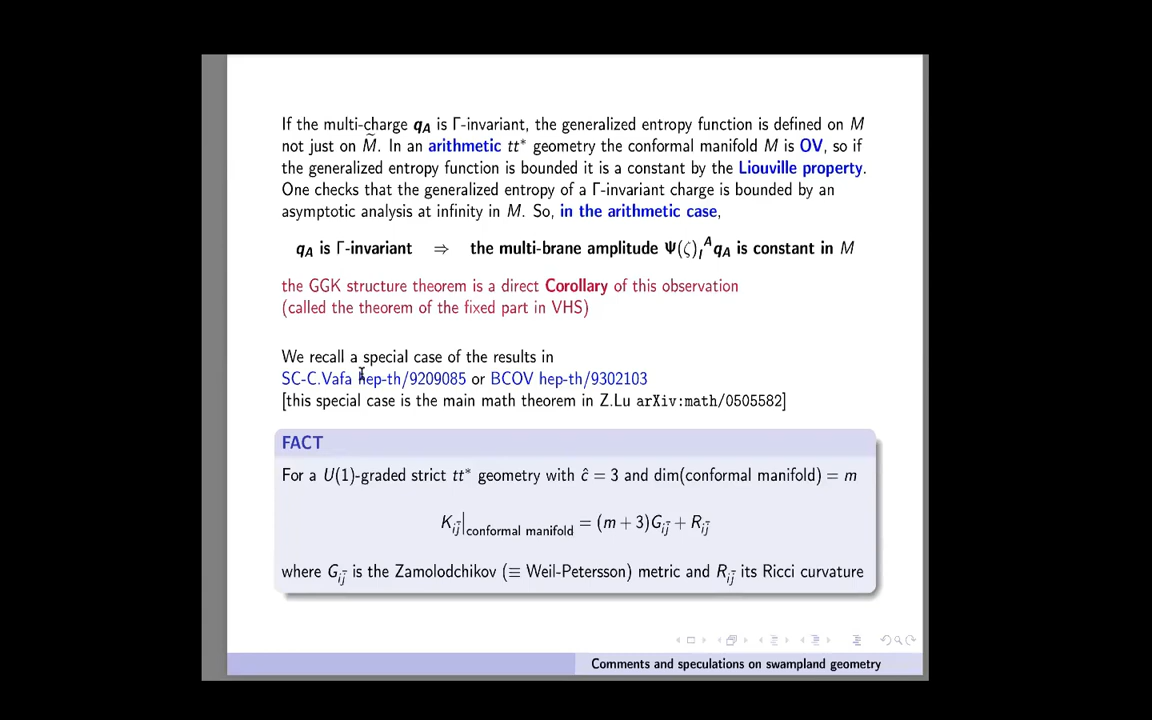 If the multi-charge q_A is Γ-invariant, the generalized entropy function is defined on M
not just on M̃. In an arithmetic tt* geometry the conformal manifold M is OV, so if
the generalized entropy function is bounded it is a constant by the Liouville property.
One checks that the generalized entropy of a Γ-invariant charge is bounded by an
asymptotic analysis at infinity in M. So, in the arithmetic case,
q_A is Γ-invariant ⇒ the multi-brane amplitude Ψ(ζ)_I^A q_A is constant in M
the GGK structure theorem is a direct Corollary of this observation
(called the theorem of the fixed part in VHS)
We recall a special case of the results in
SC-C.Vafa hep-th/9209085 or BCOV hep-th/9302103
[this special case is the main math theorem in Z.Lu arXiv:math/0505582]
FACT
For a U(1)-graded strict tt* geometry with ĉ = 3 and dim(conformal manifold) = m
K_{ij̄}|_{conformal manifold} = (m + 3)G_{ij̄} + R_{ij̄}
where G_{ij̄} is the Zamolodchikov (≡ Weil-Petersson) metric and R_{ij̄} its Ricci curvature
Comments and speculations on swampland geometry